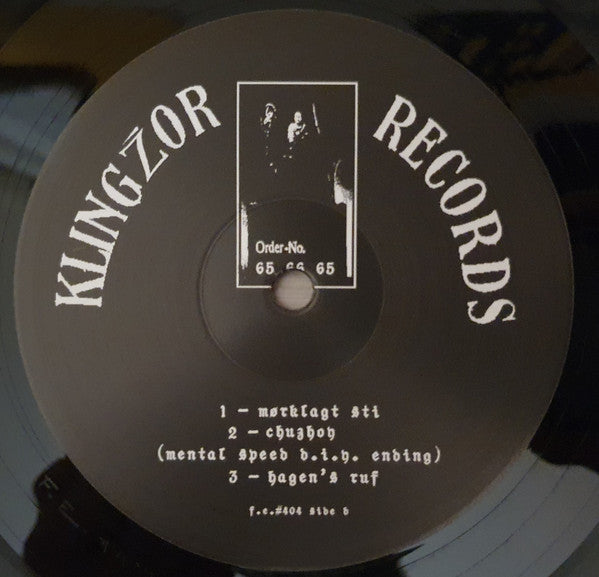 KLINGŽOR RECORDS
Order-No.
65 66 65
1 – mørklagt sti
2 – chuzhoy
(mental speed d.i.y. ending)
3 – hagen's ruf
f.e.#404 side b